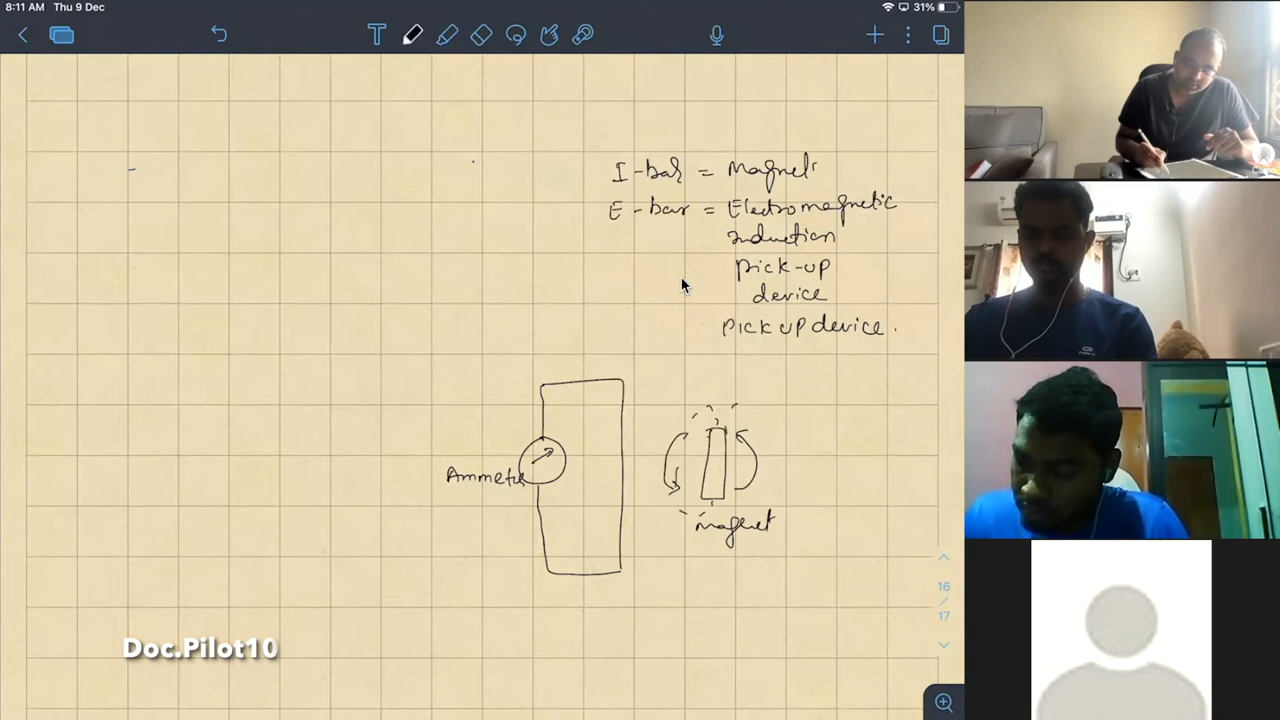 8:11 AM Thu 9 Dec
31%
T
I-bar = Magnet
E-bar = Electromagnetic
induction
pick-up
device
pick up device.
Ammeter
magnet
16
/
17
Doc.Pilot10